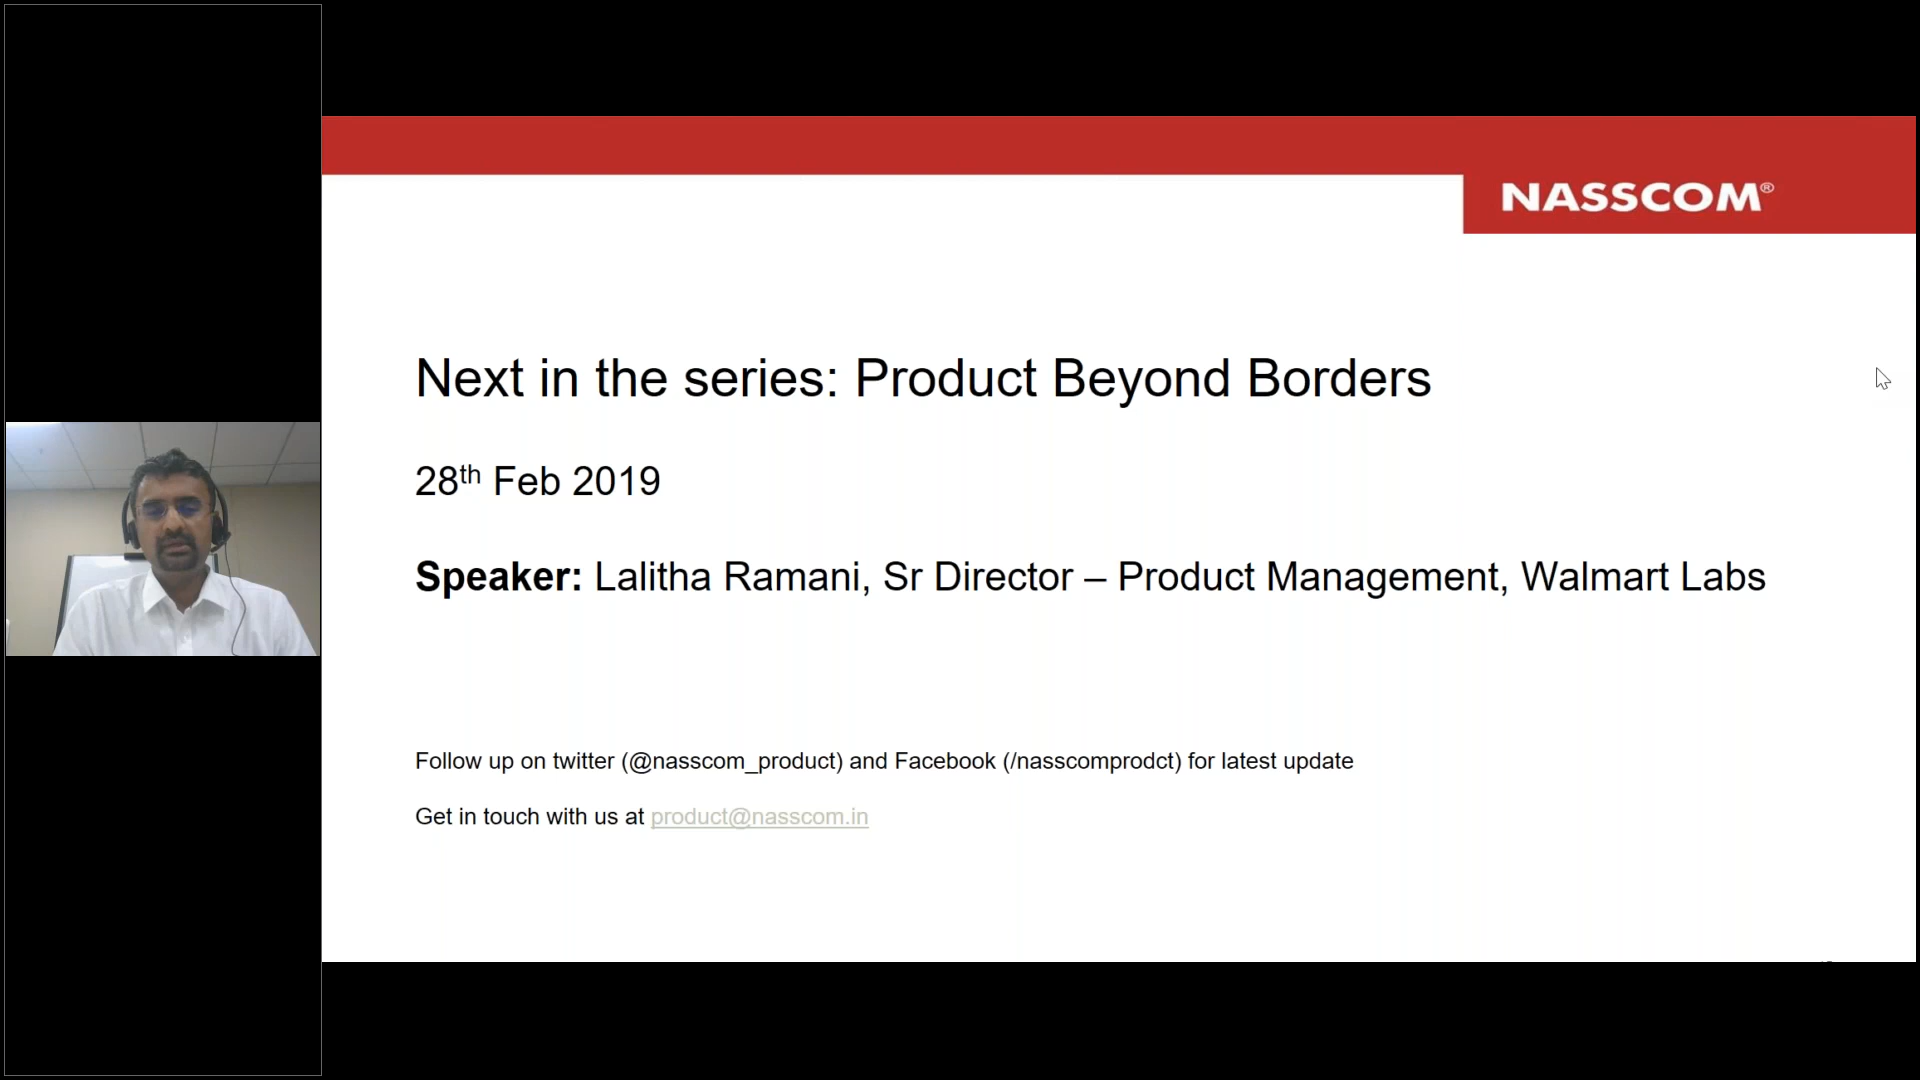 NASSCOM®
Next in the series: Product Beyond Borders
28th Feb 2019
Speaker: Lalitha Ramani, Sr Director – Product Management, Walmart Labs
Follow up on twitter (@nasscom_product) and Facebook (/nasscomprodct) for latest update
Get in touch with us at product@nasscom.in